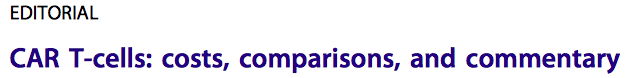 EDITORIAL
CAR T-cells: costs, comparisons, and commentary